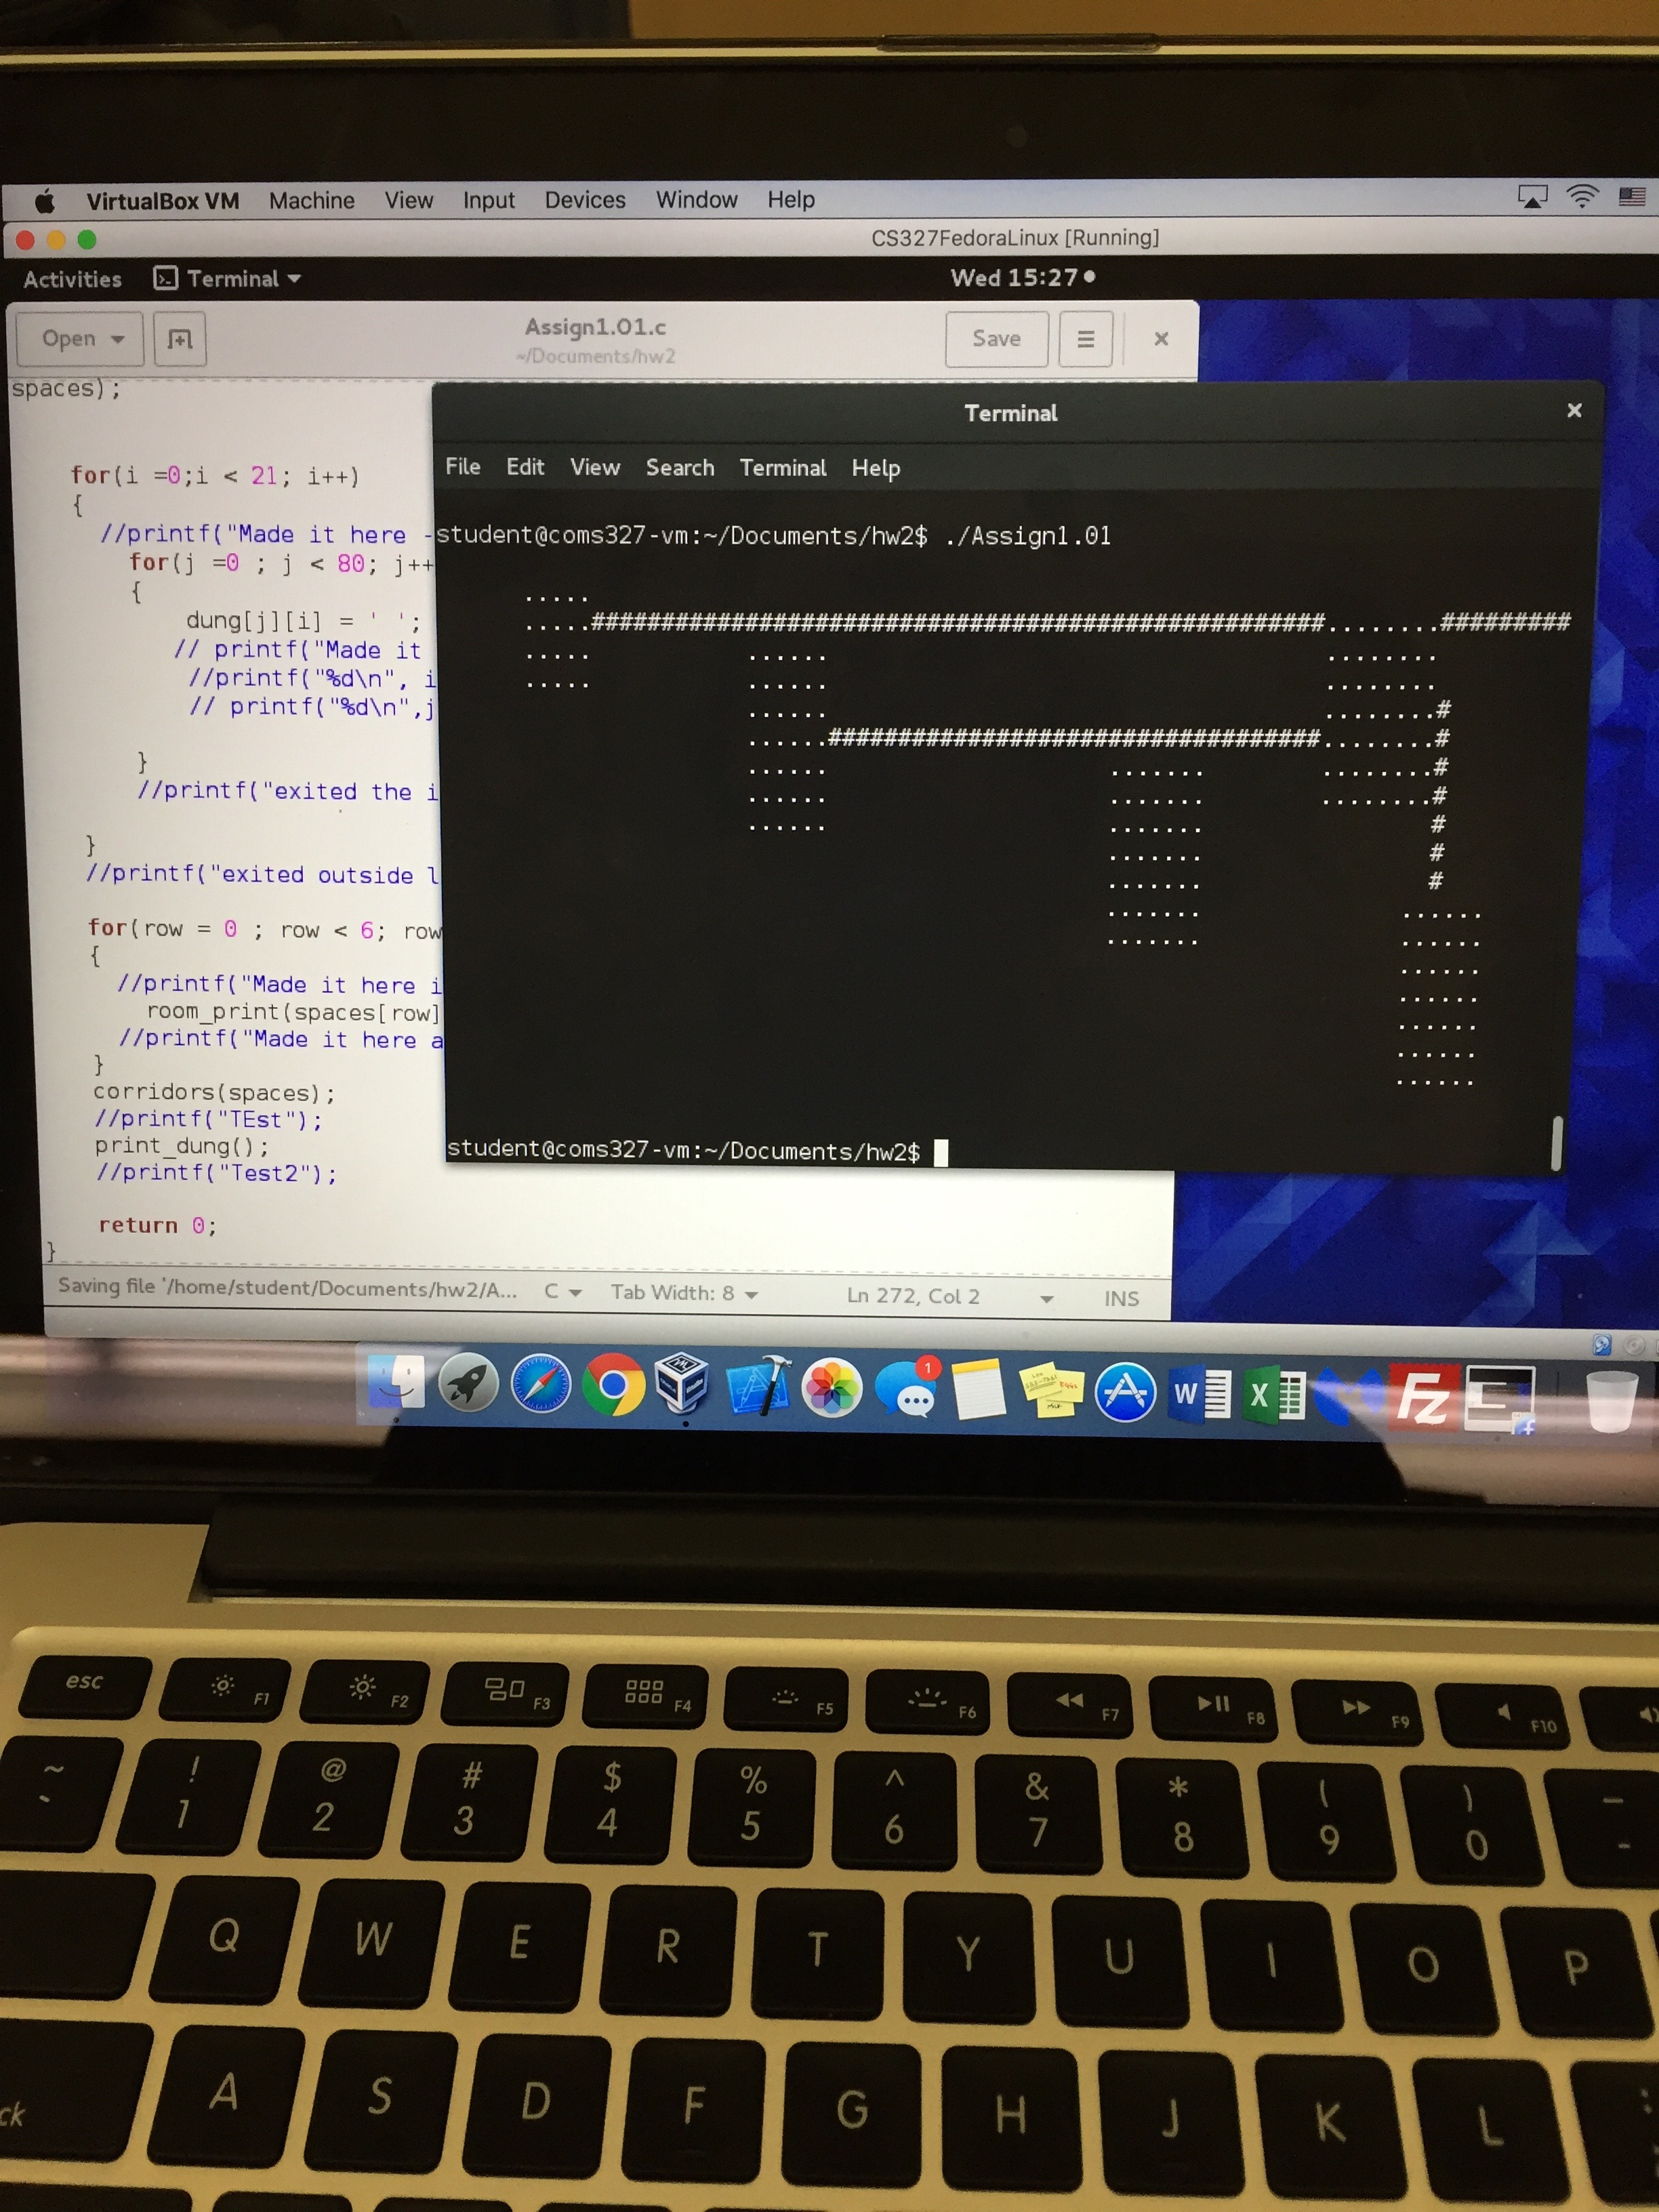 VirtualBox VM Machine View Input Devices Window Help
CS327FedoraLinux [Running]
Activities Terminal Wed 15:27
Open Assign1.01.c Save
~/Documents/hw2
spaces);
for(i =0;i < 21; i++)
{
//printf("Made it here -
for(j =0 ; j < 80; j++
{
dung[j][i] = ' ';
// printf("Made it
//printf("%d\n", i
// printf("%d\n",j
}
//printf("exited the i
}
//printf("exited outside l
for(row = 0 ; row < 6; row
{
//printf("Made it here i
room_print(spaces[row]
//printf("Made it here a
}
corridors(spaces);
//printf("TEst");
print_dung();
//printf("Test2");
return 0;
}
Saving file '/home/student/Documents/hw2/A... C Tab Width: 8 Ln 272, Col 2 INS
Terminal
File Edit View Search Terminal Help
student@coms327-vm:~/Documents/hw2$ ./Assign1.01
student@coms327-vm:~/Documents/hw2$
1
W X Fz
esc F1 F2 F3 F4 F5 F6 F7 F8 F9 F10
~ ! @ # $ % ^ & * ( )
1 2 3 4 5 6 7 8 9 0
Q W E R T Y U I O P
ck A S D F G H J K L